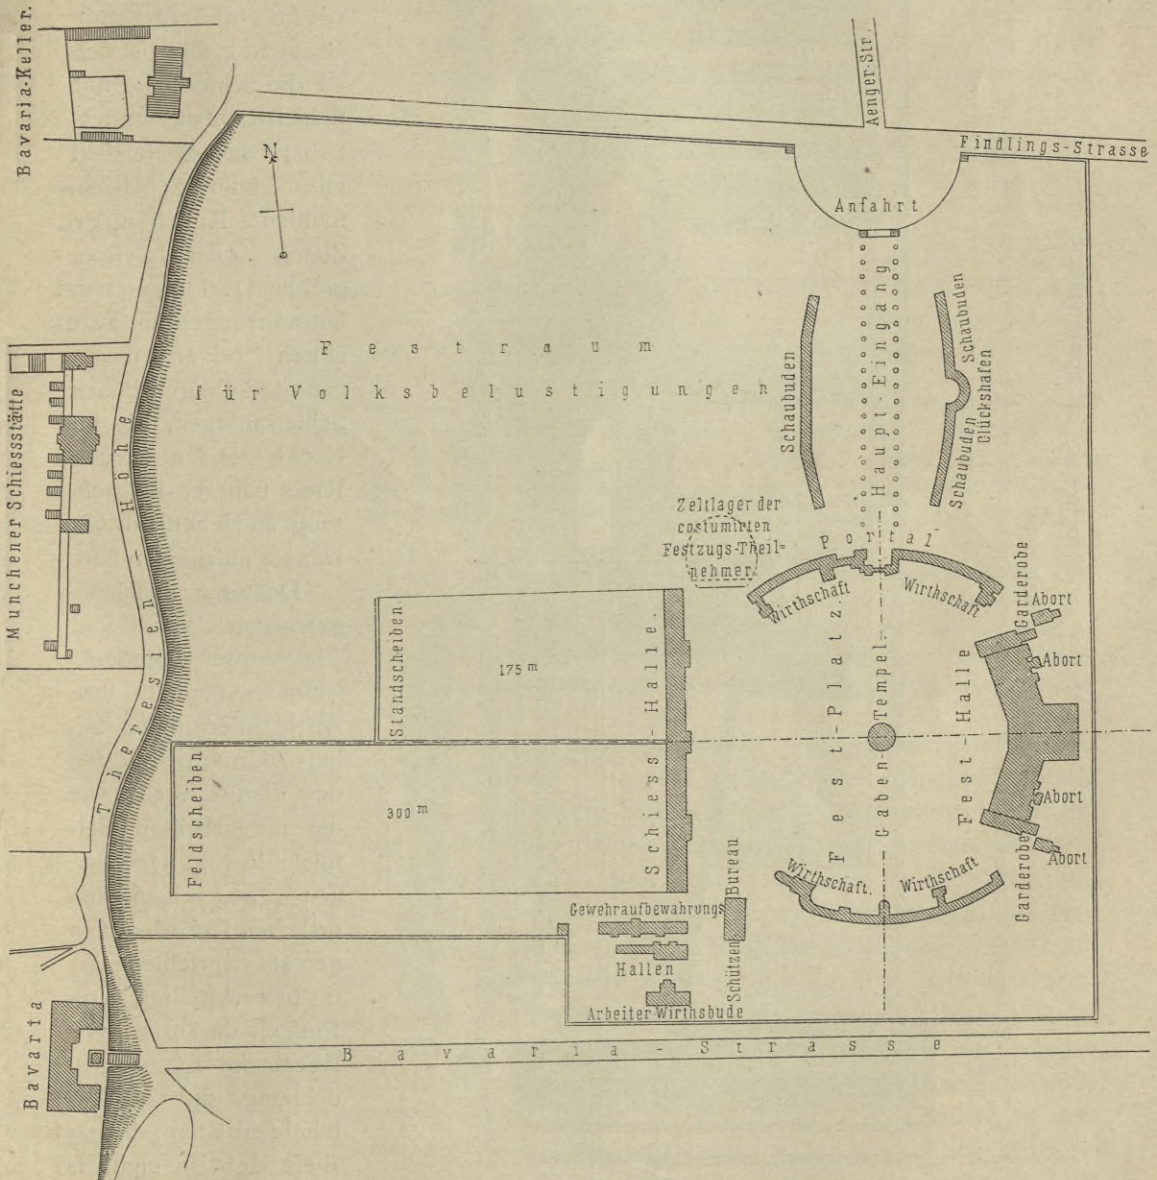 Bavaria-Keller.
Aenger-Str.
Findlings-Strasse
N
Anfahrt
Haupt-Eingang
Schaubuden
Schaubuden
Glückshafen
Schaubuden
Festraum
für Volksbelustigungen
Munchener Schiessstätte
Theresien-Höhe
Zeltlager der
costumirten
Festzugs-Theil=
nehmer.
Portal
Wirthschaft
Wirthschaft
Garderobe
Abort
Abort
Standscheiben.
175 m
Schiess-Halle.
Fest-Platz.
Gaben-Tempel.
Fest-Halle
Feldscheiben
300 m
Abort
Abort
Garderobe
Wirthschaft.
Wirthschaft
Gewehraufbewahrungs
Hallen
Schützen Bureau
Arbeiter Wirthsbude
Bavaria
Bavaria-Strasse